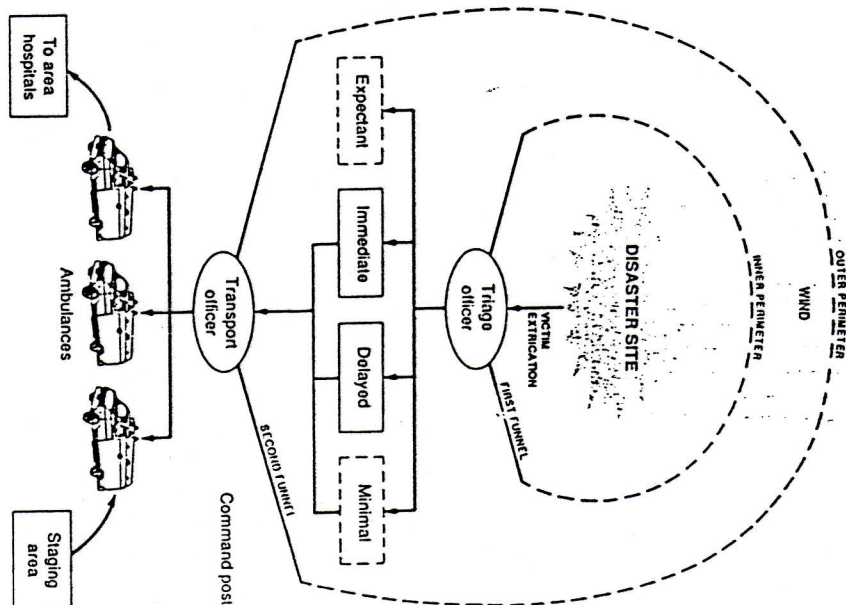 OUTER PERIMETER
WIND
INNER PERIMETER
DISASTER SITE
VICTIM
EXTRICATION
FIRST FUNNEL
Triage
officer
Expectant
Immediate
Delayed
Minimal
SECOND FUNNEL
Transport
officer
Command post
Ambulances
To area
hospitals
Staging
area